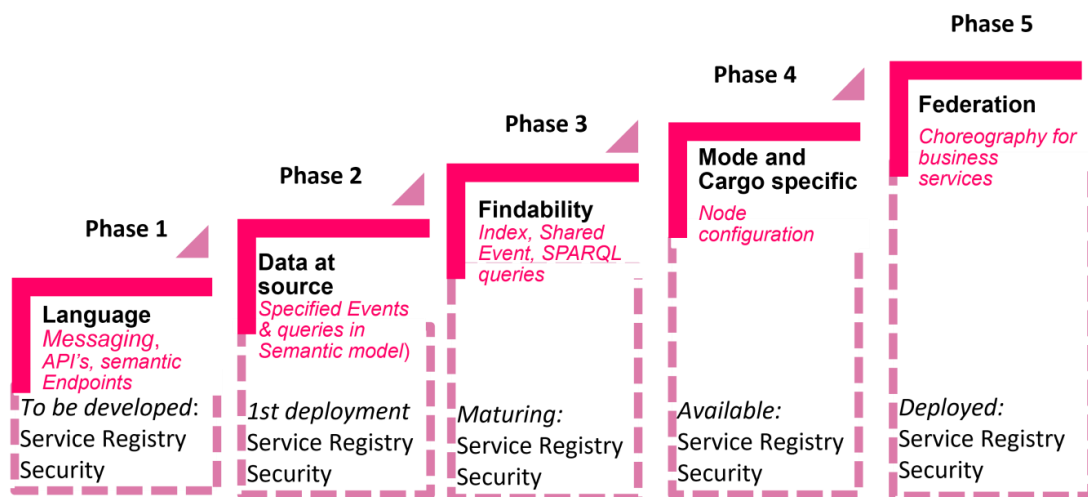 Phase 1
Language
Messaging,
API's, semantic
Endpoints
To be developed:
Service Registry
Security
Phase 2
Data at
source
Specified Events
& queries in
Semantic model)
1st deployment
Service Registry
Security
Phase 3
Findability
Index, Shared
Event, SPARQL
queries
Maturing:
Service Registry
Security
Phase 4
Mode and
Cargo specific
Node
configuration
Available:
Service Registry
Security
Phase 5
Federation
Choreography for
business
services
Deployed:
Service Registry
Security